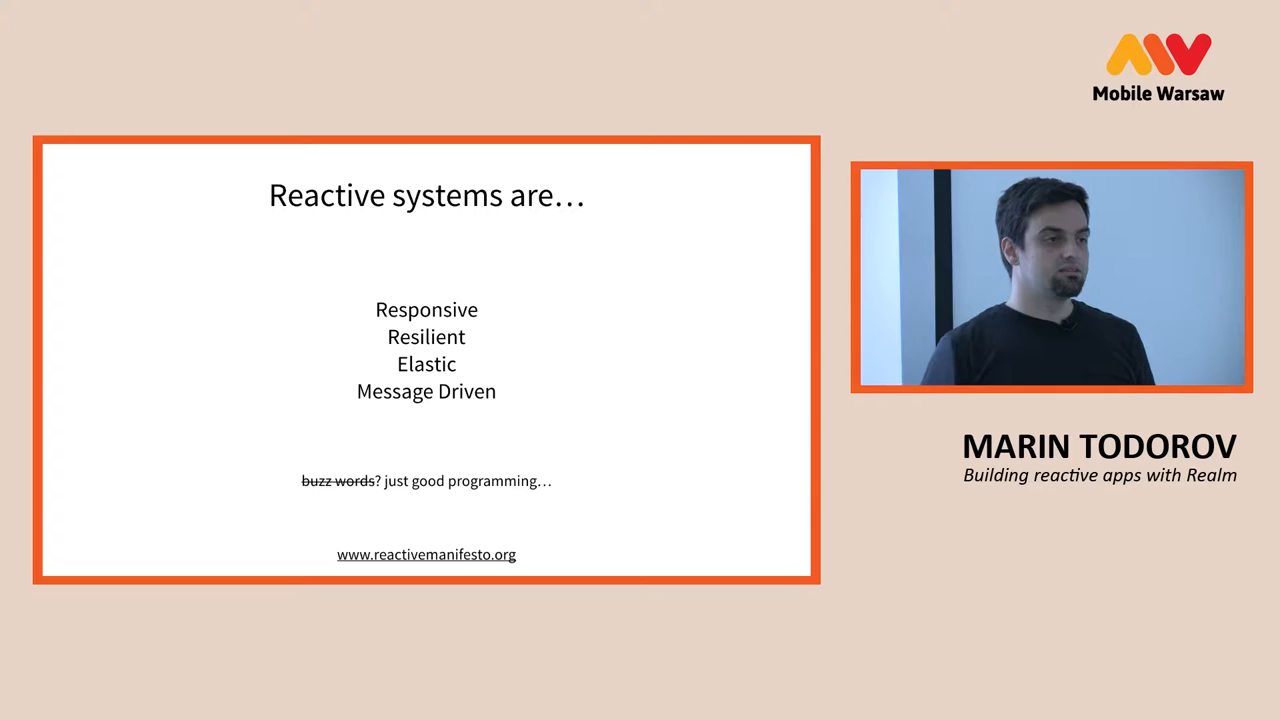 Mobile Warsaw
Reactive systems are…
Responsive
Resilient
Elastic
Message Driven
buzz words? just good programming…
www.reactivemanifesto.org
MARIN TODOROV
Building reactive apps with Realm